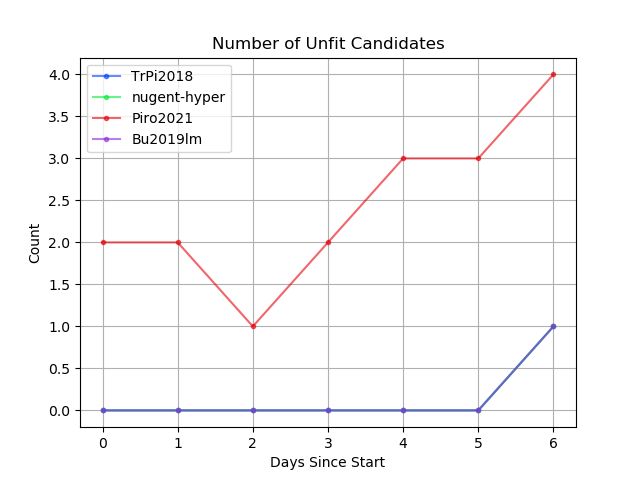 Number of Unfit Candidates
TrPi2018
nugent-hyper
Piro2021
Bu2019lm
4.0
3.5
3.0
2.5
2.0
1.5
1.0
0.5
0.0
Count
0 1 2 3 4 5 6
Days Since Start